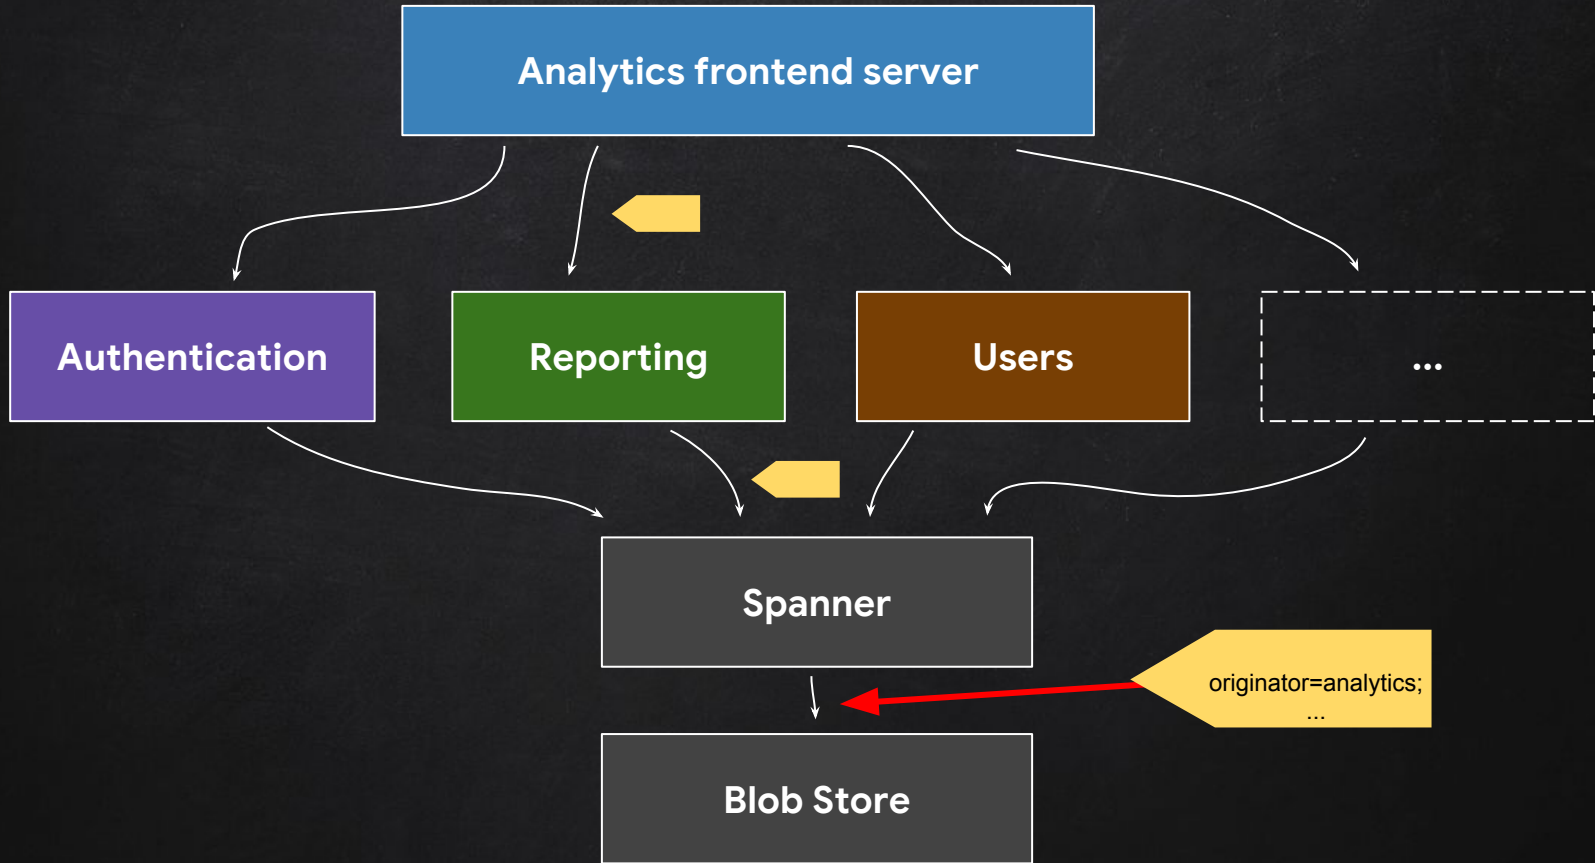 Analytics frontend server
Authentication
Reporting
Users
...
Spanner
originator=analytics;
...
Blob Store